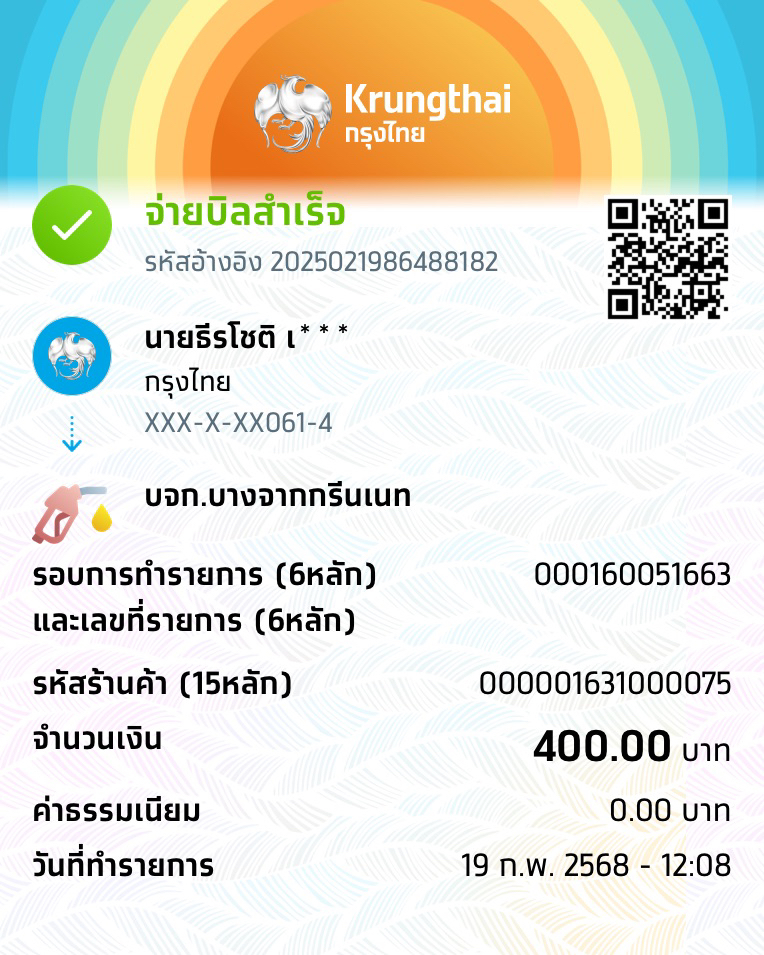 Krungthai
กรุงไทย
จ่ายบิลสำเร็จ
รหัสอ้างอิง 2025021986488182
นายธีรโชติ เ* * *
กรุงไทย
XXX-X-XX061-4
บจก.บางจากกรีนเนท
รอบการทำรายการ (6หลัก) 000160051663
และเลขที่รายการ (6หลัก)
รหัสร้านค้า (15หลัก) 000001631000075
จำนวนเงิน 400.00 บาท
ค่าธรรมเนียม 0.00 บาท
วันที่ทำรายการ 19 ก.พ. 2568 - 12:08